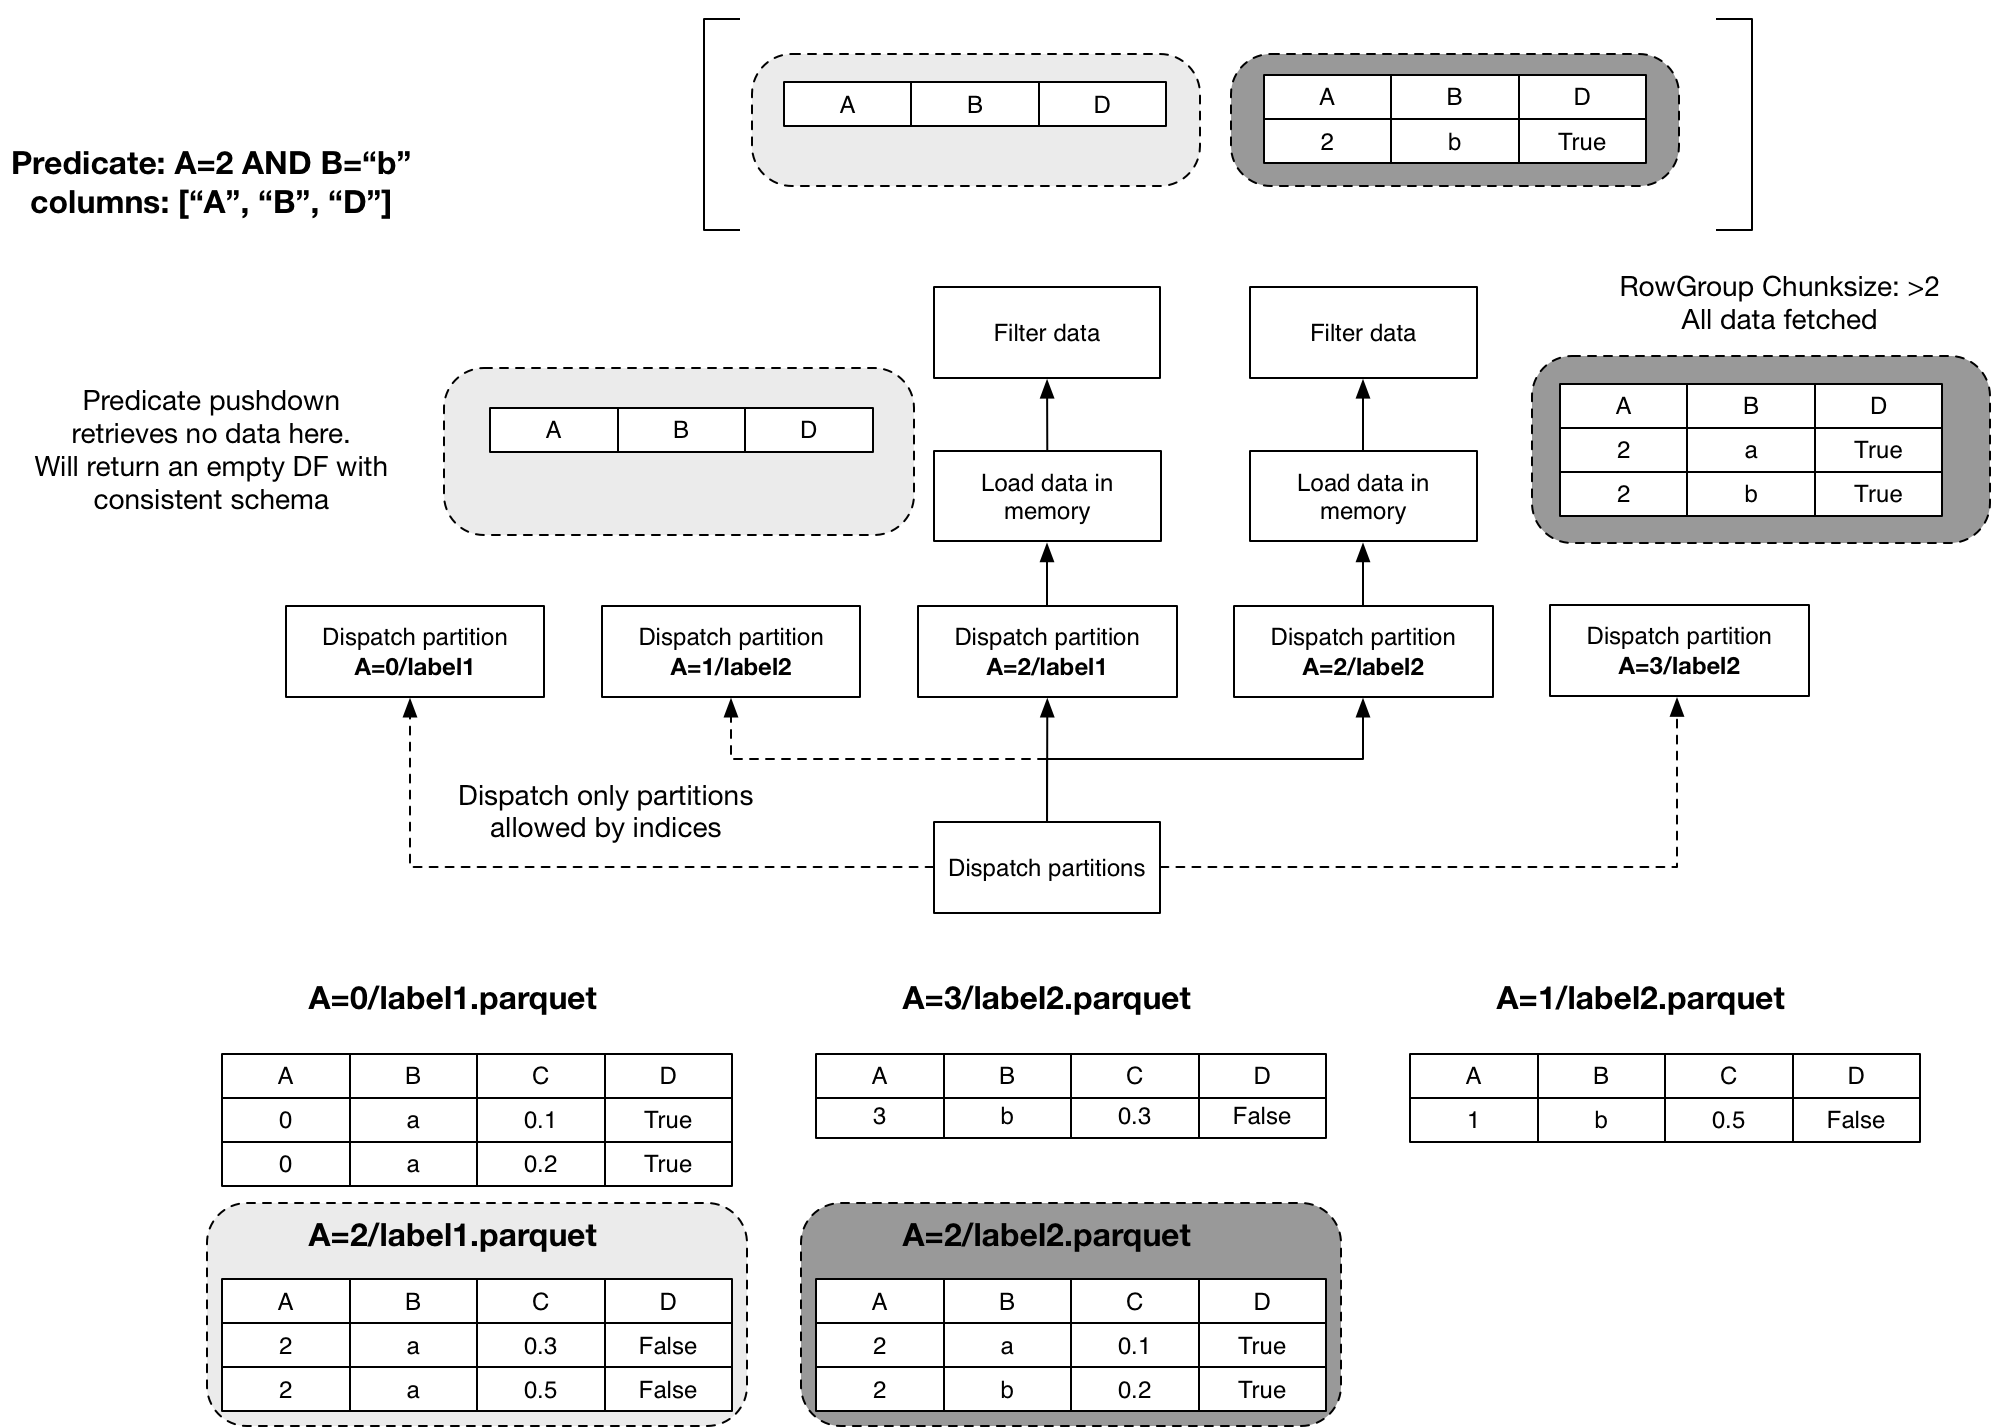 A B D
A B D
2 b True
Predicate: A=2 AND B=“b”
columns: [“A”, “B”, “D”]
RowGroup Chunksize: >2
All data fetched
Filter data
Filter data
Predicate pushdown
retrieves no data here.
Will return an empty DF with
consistent schema
A B D
Load data in
memory
Load data in
memory
A B D
2 a True
2 b True
Dispatch partition
A=0/label1
Dispatch partition
A=1/label2
Dispatch partition
A=2/label1
Dispatch partition
A=2/label2
Dispatch partition
A=3/label2
Dispatch only partitions
allowed by indices
Dispatch partitions
A=0/label1.parquet
A B C D
0 a 0.1 True
0 a 0.2 True
A=3/label2.parquet
A B C D
3 b 0.3 False
A=1/label2.parquet
A B C D
1 b 0.5 False
A=2/label1.parquet
A B C D
2 a 0.3 False
2 a 0.5 False
A=2/label2.parquet
A B C D
2 a 0.1 True
2 b 0.2 True